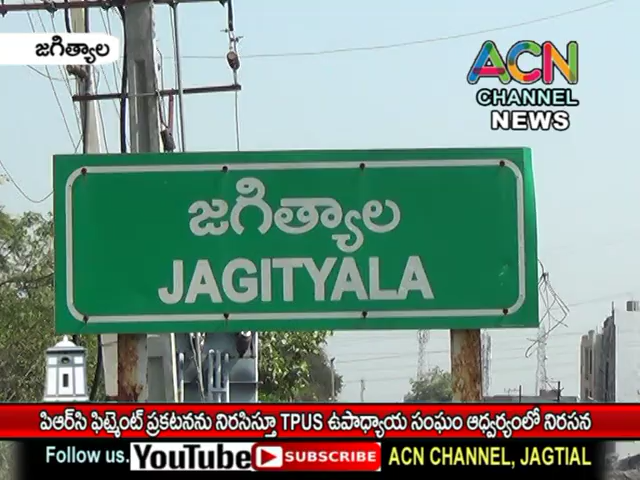 జగిత్యాల
ACN
CHANNEL
NEWS
జగిత్యాల
JAGITYALA
పిఆర్‌సి ఫిట్మెంట్ ప్రకటనను నిరసిస్తూ TPUS ఉపాధ్యాయ సంఘం ఆధ్వర్యంలో నిరసన
Follow us. YouTube SUBSCRIBE ACN CHANNEL, JAGTIAL